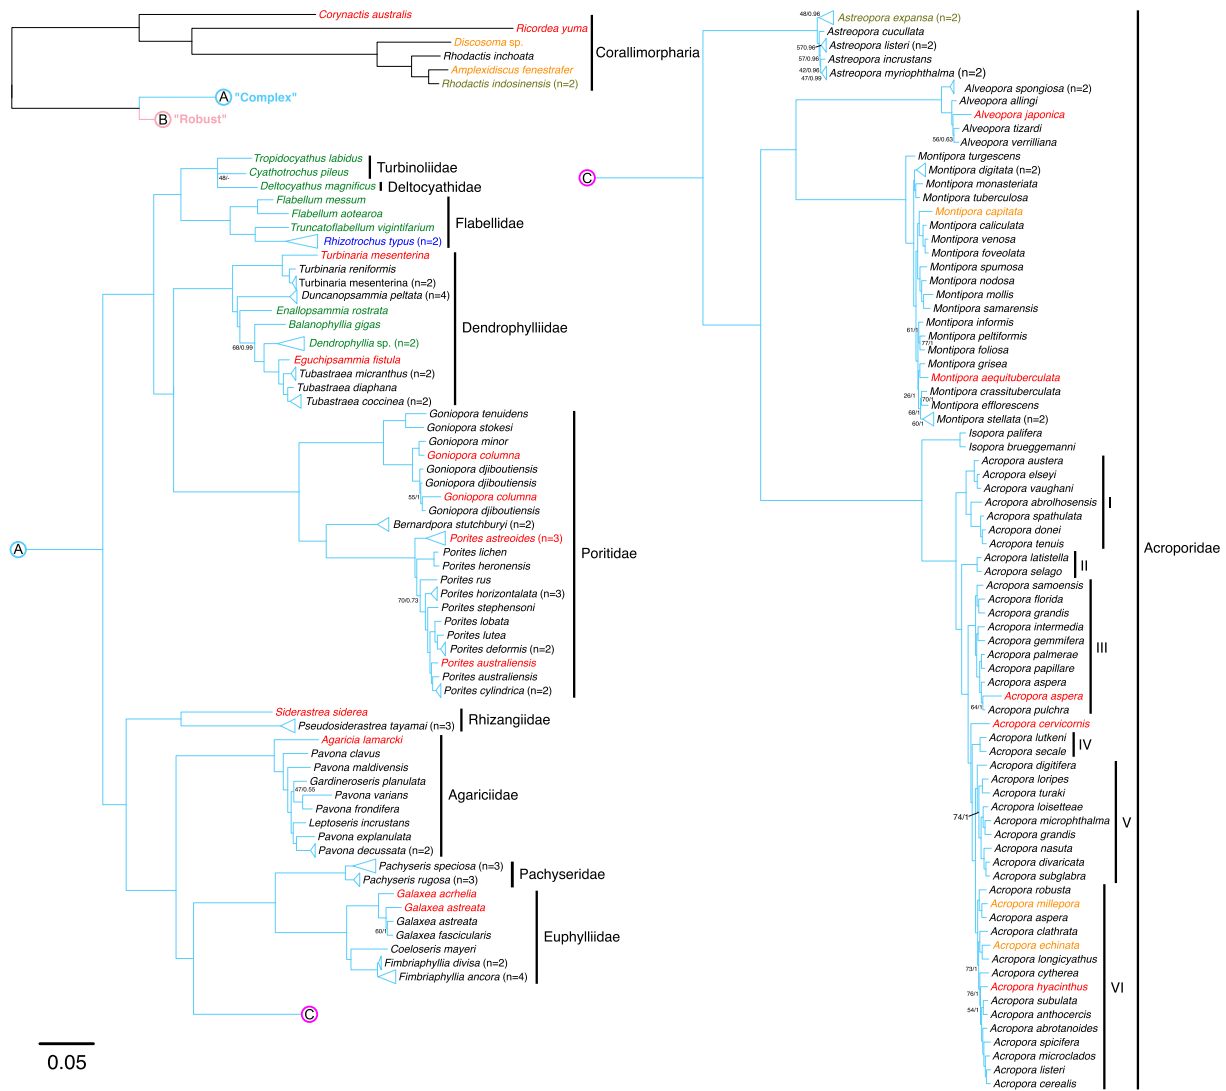 Corynactis australis
Ricordea yuma
Discosoma sp.
Rhodactis inchoata
Amplexidiscus fenestrafer
Rhodactis indosinensis (n=2)
Corallimorpharia
A "Complex"
B "Robust"
Tropidocyathus labidus
Cyathotrochus pileus
48/-
Deltocyathus magnificus
Turbinoliidae
Deltocyathidae
Flabellum messum
Flabellum aotearoa
Truncatoflabellum vigintifarium
Rhizotrochus typus (n=2)
Flabellidae
Turbinaria mesenterina
Turbinaria reniformis
Turbinaria mesenterina (n=2)
Duncanopsammia peltata (n=4)
Enallopsammia rostrata
Balanophyllia gigas
68/0.99
Dendrophyllia sp. (n=2)
Eguchipsammia fistula
Tubastraea micranthus (n=2)
Tubastraea diaphana
Tubastraea coccinea (n=2)
Dendrophylliidae
Goniopora tenuidens
Goniopora stokesi
Goniopora minor
Goniopora columna
Goniopora djiboutiensis
Goniopora djiboutiensis
55/1
Goniopora columna
Goniopora djiboutiensis
Bernardpora stutchburyi (n=2)
Porites astreoides (n=3)
Porites lichen
Porites heronensis
Porites rus
70/0.73
Porites horizontalata (n=3)
Porites stephensoni
Porites lobata
Porites lutea
Porites deformis (n=2)
Porites australiensis
Porites australiensis
Porites cylindrica (n=2)
Poritidae
A
Siderastrea siderea
Pseudosiderastrea tayamai (n=3)
Rhizangiidae
Agaricia lamarcki
Pavona clavus
Pavona maldivensis
Gardineroseris planulata
47/0.55
Pavona varians
Pavona frondifera
Leptoseris incrustans
Pavona explanulata
Pavona decussata (n=2)
Agariciidae
Pachyseris speciosa (n=3)
Pachyseris rugosa (n=3)
Pachyseridae
Galaxea acrhelia
Galaxea astreata
Galaxea astreata
60/1
Galaxea fascicularis
Coeloseris mayeri
Fimbriaphyllia divisa (n=2)
Fimbriaphyllia ancora (n=4)
Euphylliidae
C
0.05
C
48/0.96
Astreopora expansa (n=2)
Astreopora cucullata
570.96
Astreopora listeri (n=2)
57/0.96
Astreopora incrustans
42/0.96
Astreopora myriophthalma (n=2)
47/0.99
Alveopora spongiosa (n=2)
Alveopora allingi
Alveopora japonica
Alveopora tizardi
56/0.63
Alveopora verrilliana
Montipora turgescens
Montipora digitata (n=2)
Montipora monasteriata
Montipora tuberculosa
Montipora capitata
Montipora caliculata
Montipora venosa
Montipora foveolata
Montipora spumosa
Montipora nodosa
Montipora mollis
Montipora samarensis
Montipora informis
61/1
Montipora peltiformis
77/1
Montipora foliosa
Montipora grisea
Montipora aequituberculata
26/1
Montipora crassituberculata
70/1
Montipora efflorescens
68/1
Montipora stellata (n=2)
60/1
Isopora palifera
Isopora brueggemanni
Acropora austera
Acropora elseyi
Acropora vaughani
Acropora abrolhosensis
Acropora spathulata
Acropora donei
Acropora tenuis
I
Acropora latistella
Acropora selago
II
Acropora samoensis
Acropora florida
Acropora grandis
Acropora intermedia
Acropora gemmifera
Acropora palmerae
Acropora papillare
Acropora aspera
Acropora aspera
64/1
Acropora pulchra
III
Acropora cervicornis
Acropora lutkeni
Acropora secale
IV
Acropora digitifera
Acropora loripes
Acropora turaki
Acropora loisetteae
74/1
Acropora microphthalma
Acropora grandis
Acropora nasuta
Acropora divaricata
Acropora subglabra
V
Acropora robusta
Acropora millepora
Acropora aspera
Acropora clathrata
Acropora echinata
Acropora longicyathus
73/1
Acropora cytherea
Acropora hyacinthus
76/1
Acropora subulata
54/1
Acropora anthocercis
Acropora abrotanoides
Acropora spicifera
Acropora microclados
Acropora listeri
Acropora cerealis
VI
Acroporidae